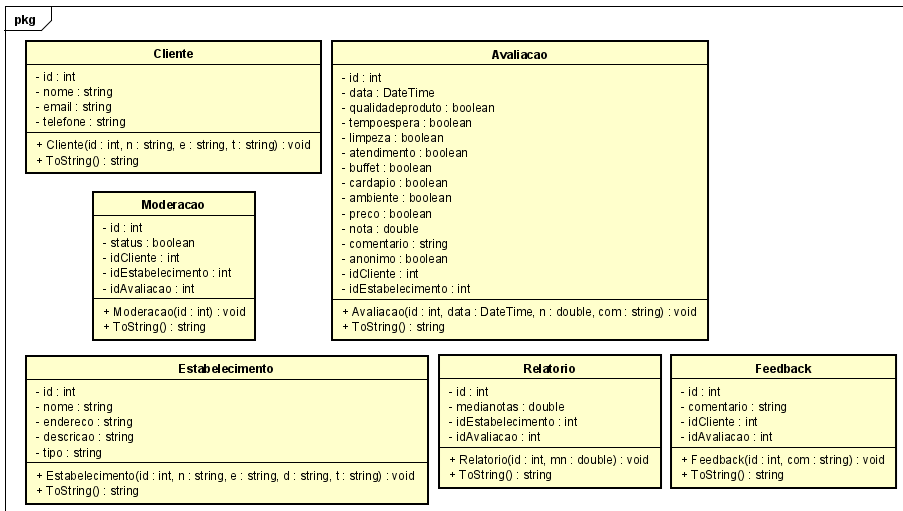 pkg
Cliente
- id : int
- nome : string
- email : string
- telefone : string
+ Cliente(id : int, n : string, e : string, t : string) : void
+ ToString() : string
Avaliacao
- id : int
- data : DateTime
- qualidadeproduto : boolean
- tempoespera : boolean
- limpeza : boolean
- atendimento : boolean
- buffet : boolean
- cardapio : boolean
- ambiente : boolean
- preco : boolean
- nota : double
- comentario : string
- anonimo : boolean
- idCliente : int
- idEstabelecimento : int
+ Avaliacao(id : int, data : DateTime, n : double, com : string) : void
+ ToString() : string
Moderacao
- id : int
- status : boolean
- idCliente : int
- idEstabelecimento : int
- idAvaliacao : int
+ Moderacao(id : int) : void
+ ToString() : string
Estabelecimento
- id : int
- nome : string
- endereco : string
- descricao : string
- tipo : string
+ Estabelecimento(id : int, n : string, e : string, d : string, t : string) : void
+ ToString() : string
Relatorio
- id : int
- medianotas : double
- idEstabelecimento : int
- idAvaliacao : int
+ Relatorio(id : int, mn : double) : void
+ ToString() : string
Feedback
- id : int
- comentario : string
- idCliente : int
- idAvaliacao : int
+ Feedback(id : int, com : string) : void
+ ToString() : string